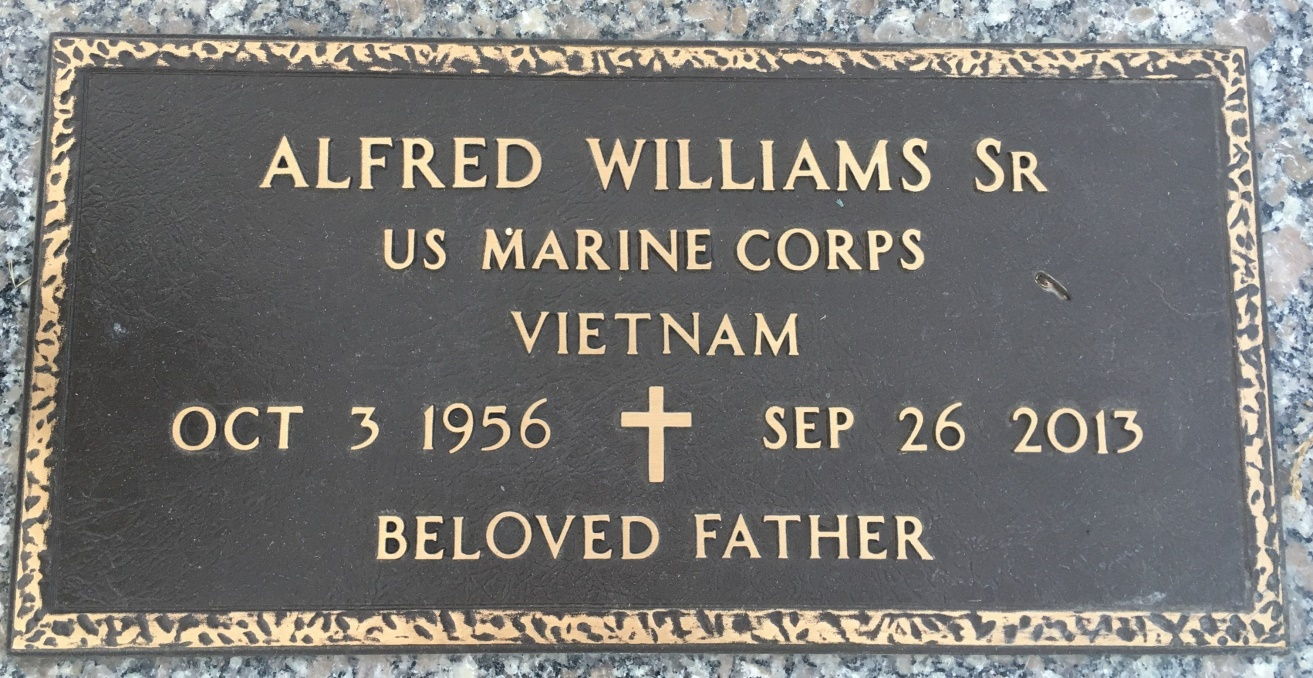 ALFRED WILLIAMS SR
US MARINE CORPS
VIETNAM
OCT 3 1956 SEP 26 2013
BELOVED FATHER